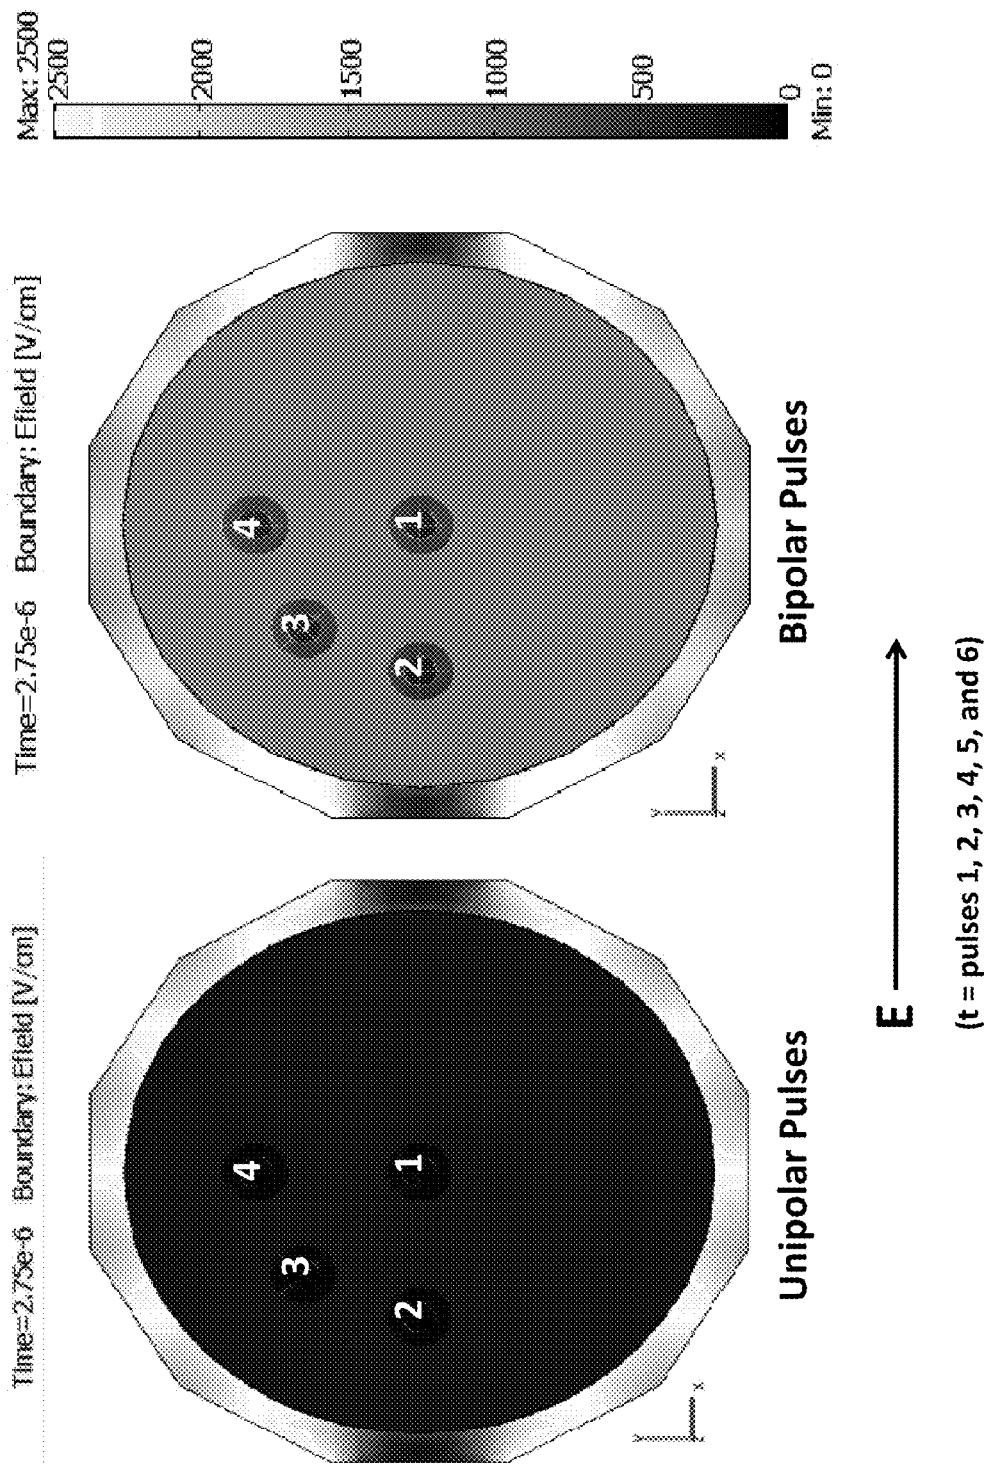 Time=2.75e-6 Boundary: Efield [V/cm]
4
3
1
2
y
z
x
Unipolar Pulses
Time=2.75e-6 Boundary: Efield [V/cm]
4
3
1
2
y
z
x
Bipolar Pulses
Max: 2500
2500
2000
1500
1000
500
0
Min: 0
E
(t = pulses 1, 2, 3, 4, 5, and 6)